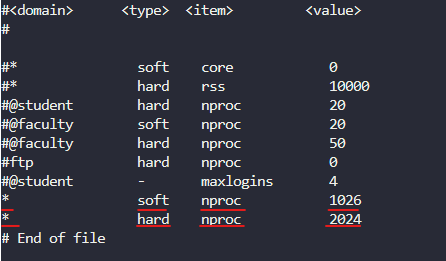 #<domain> <type> <item> <value>
#
#* soft core 0
#* hard rss 10000
#@student hard nproc 20
#@faculty soft nproc 20
#@faculty hard nproc 50
#ftp hard nproc 0
#@student - maxlogins 4
* soft nproc 1026
* hard nproc 2024
# End of file